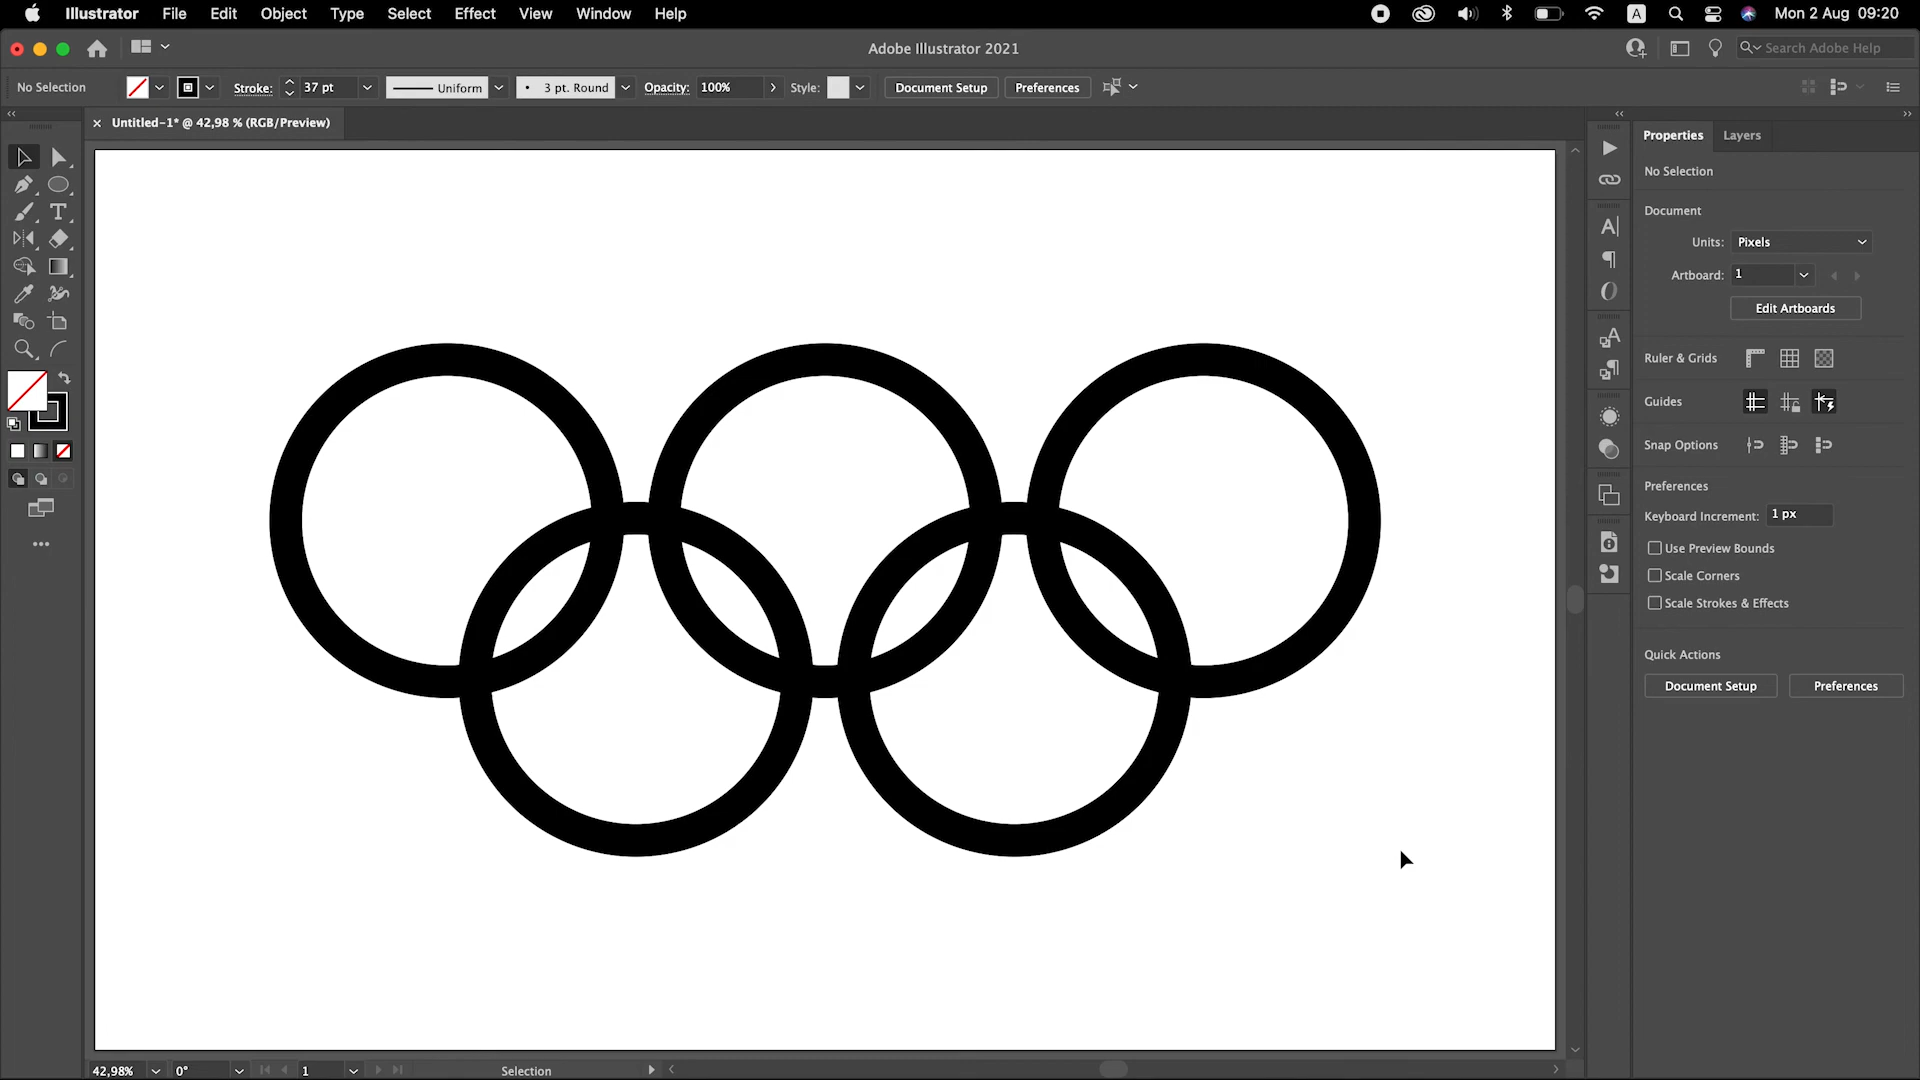 Illustrator File Edit Object Type Select Effect View Window Help A Mon 2 Aug 09:20
Adobe Illustrator 2021 Search Adobe Help
No Selection Stroke: 37 pt Uniform 3 pt. Round Opacity: 100% Style: Document Setup Preferences
Untitled-1* @ 42,98 % (RGB/Preview)
Properties Layers
No Selection
Document
Units: Pixels
Artboard: 1
Edit Artboards
Ruler & Grids
Guides
Snap Options
Preferences
Keyboard Increment: 1 px
Use Preview Bounds
Scale Corners
Scale Strokes & Effects
Quick Actions
Document Setup Preferences
42,98% 0° 1 Selection